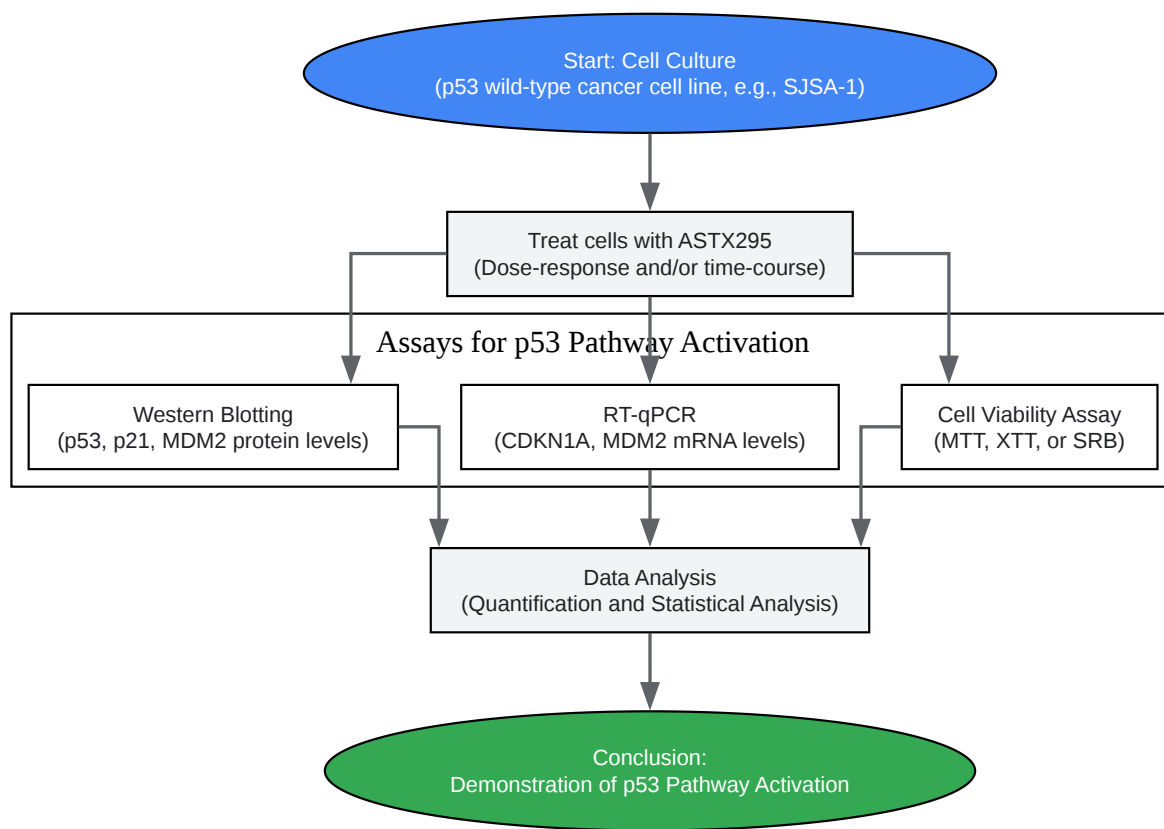 Start: Cell Culture
(p53 wild-type cancer cell line, e.g., SJSA-1)
Treat cells with ASTX295
(Dose-response and/or time-course)
Assays for p53 Pathway Activation
Western Blotting
(p53, p21, MDM2 protein levels)
RT-qPCR
(CDKN1A, MDM2 mRNA levels)
Cell Viability Assay
(MTT, XTT, or SRB)
Data Analysis
(Quantification and Statistical Analysis)
Conclusion:
Demonstration of p53 Pathway Activation